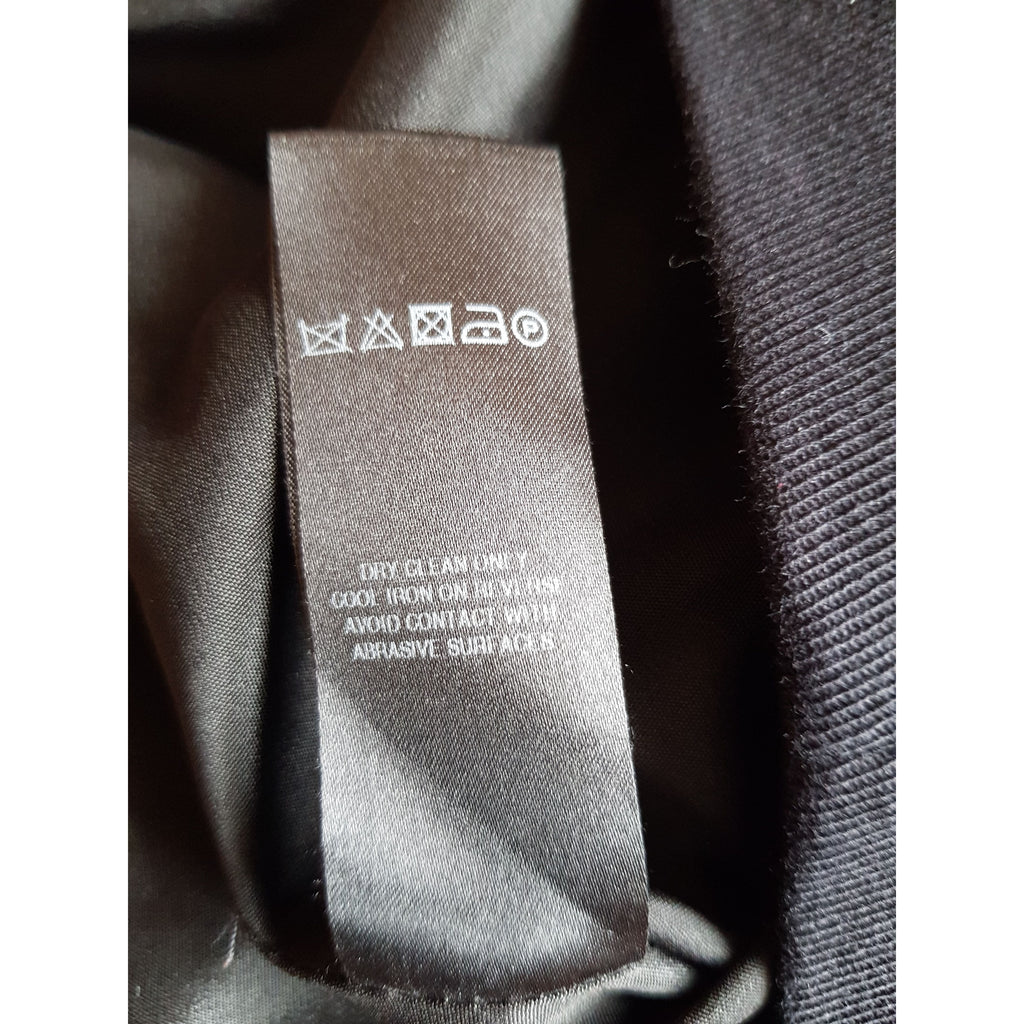 P
DRY CLEAN ONLY
COOL IRON ON REVERSE
AVOID CONTACT WITH
ABRASIVE SURFACES